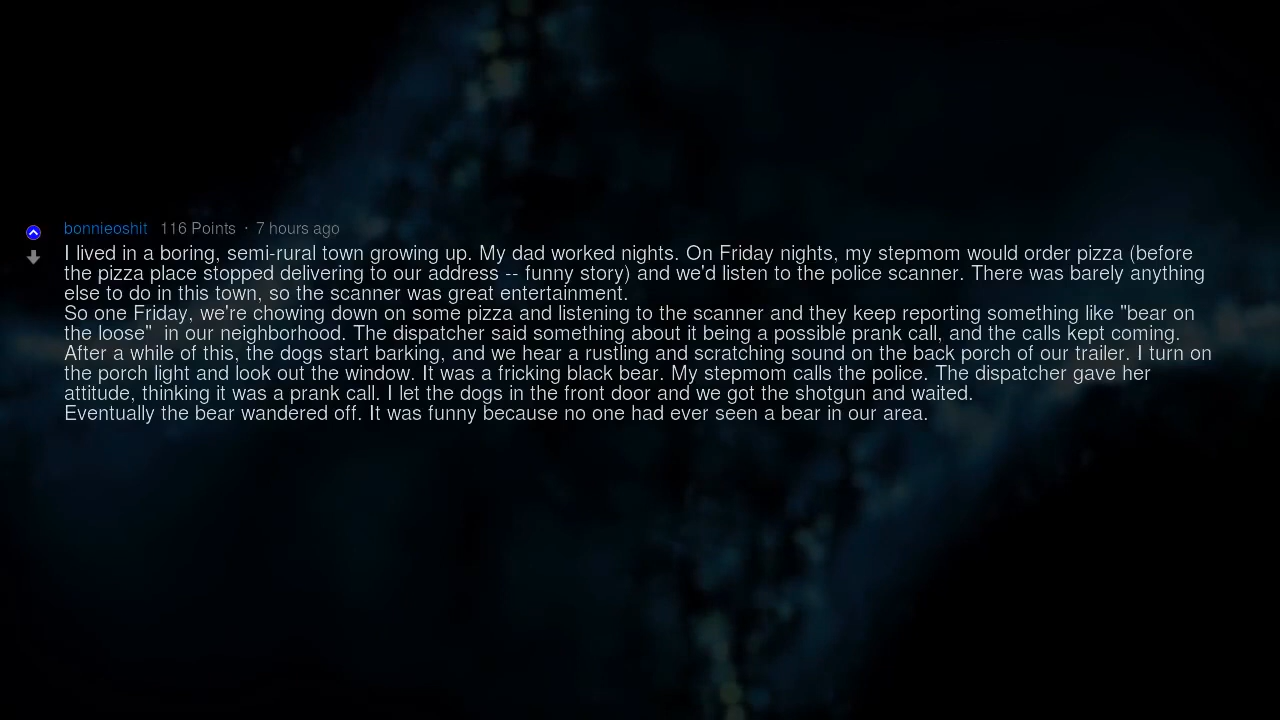 bonnieoshit 116 Points · 7 hours ago
I lived in a boring, semi-rural town growing up. My dad worked nights. On Friday nights, my stepmom would order pizza (before
the pizza place stopped delivering to our address -- funny story) and we'd listen to the police scanner. There was barely anything
else to do in this town, so the scanner was great entertainment.
So one Friday, we're chowing down on some pizza and listening to the scanner and they keep reporting something like "bear on
the loose"  in our neighborhood. The dispatcher said something about it being a possible prank call, and the calls kept coming.
After a while of this, the dogs start barking, and we hear a rustling and scratching sound on the back porch of our trailer. I turn on
the porch light and look out the window. It was a fricking black bear. My stepmom calls the police. The dispatcher gave her
attitude, thinking it was a prank call. I let the dogs in the front door and we got the shotgun and waited.
Eventually the bear wandered off. It was funny because no one had ever seen a bear in our area.